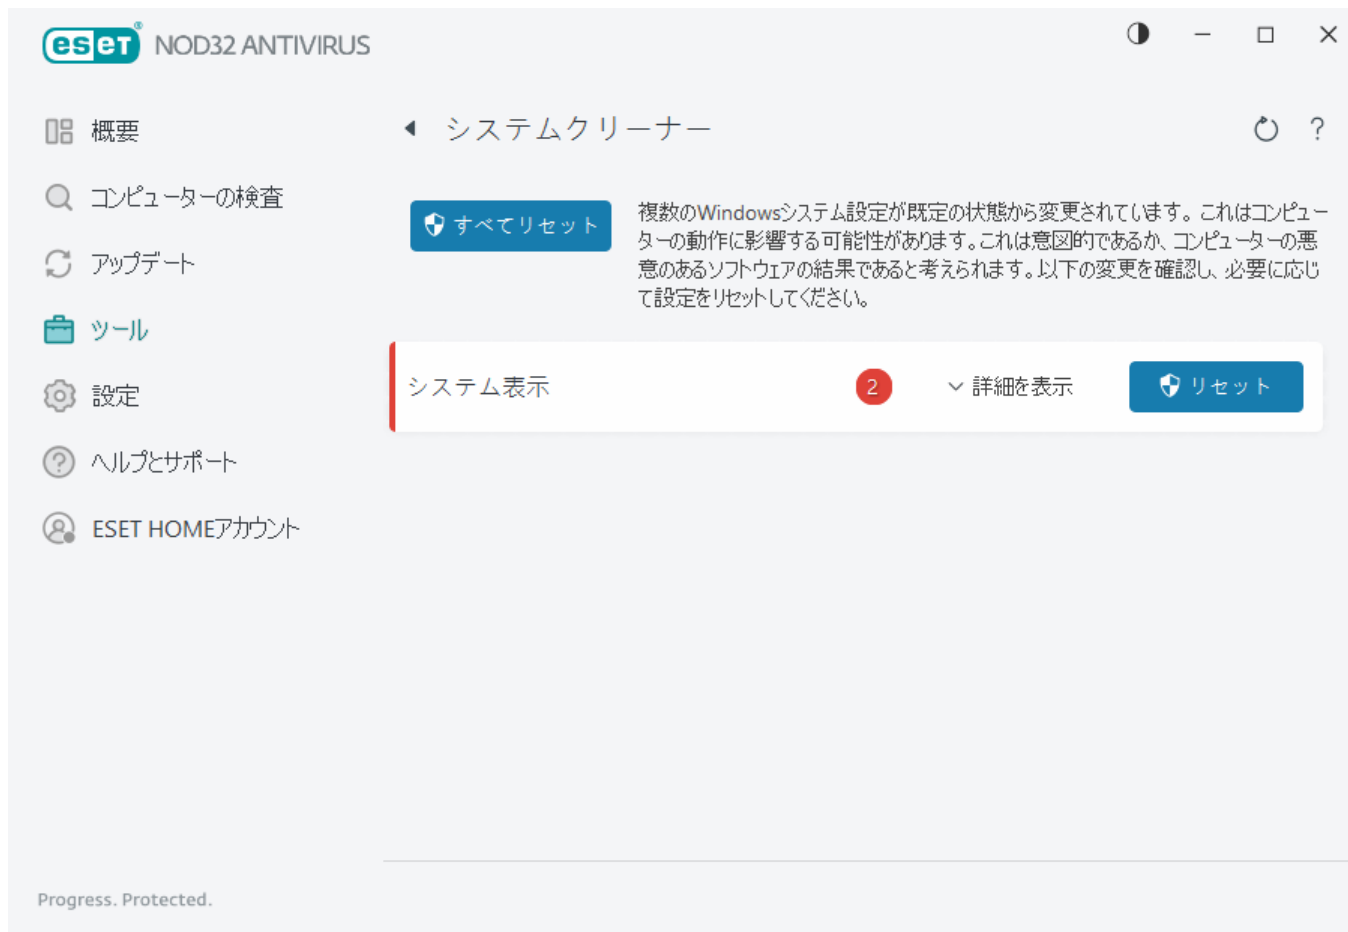 eset® NOD32 ANTIVIRUS
概要
コンピューターの検査
アップデート
ツール
設定
ヘルプとサポート
ESET HOMEアカウント
システムクリーナー
?
すべてリセット
複数のWindowsシステム設定が既定の状態から変更されています。これはコンピュー
ターの動作に影響する可能性があります。これは意図的であるか、コンピューターの悪
意のあるソフトウェアの結果であると考えられます。以下の変更を確認し、必要に応じ
て設定をリセットしてください。
システム表示
2
詳細を表示
リセット
Progress. Protected.